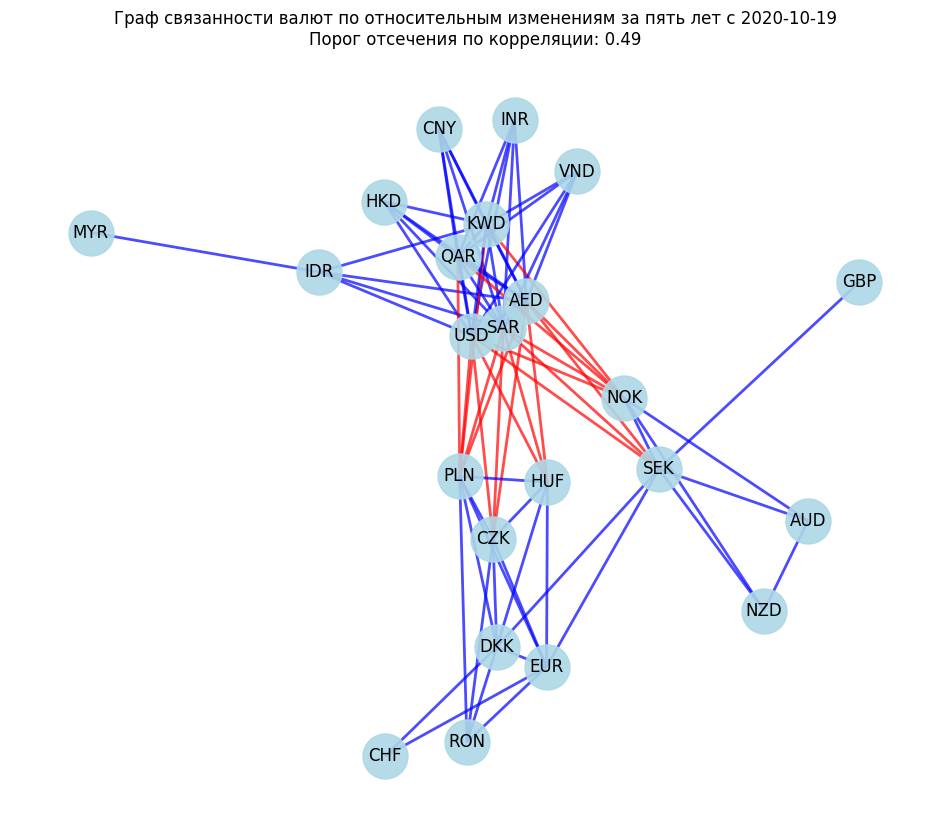 Граф связанности валют по относительным изменениям за пять лет с 2020-10-19
Порог отсечения по корреляции: 0.49
CNY
INR
VND
HKD
KWD
MYR
QAR
IDR
GBP
AED
SAR
USD
NOK
SEK
PLN
HUF
AUD
CZK
NZD
DKK
EUR
RON
CHF